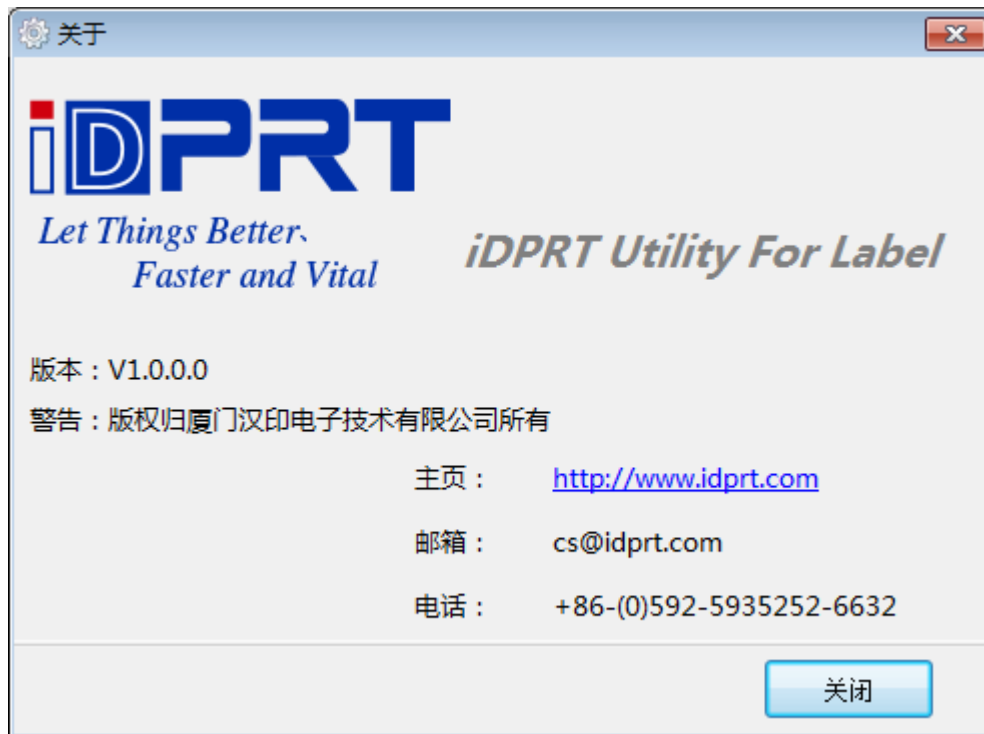 关于
iDPRT
Let Things Better、
Faster and Vital
iDPRT Utility For Label
版本：V1.0.0.0
警告：版权归厦门汉印电子技术有限公司所有
主页： http://www.idprt.com
邮箱： cs@idprt.com
电话： +86-(0)592-5935252-6632
关闭